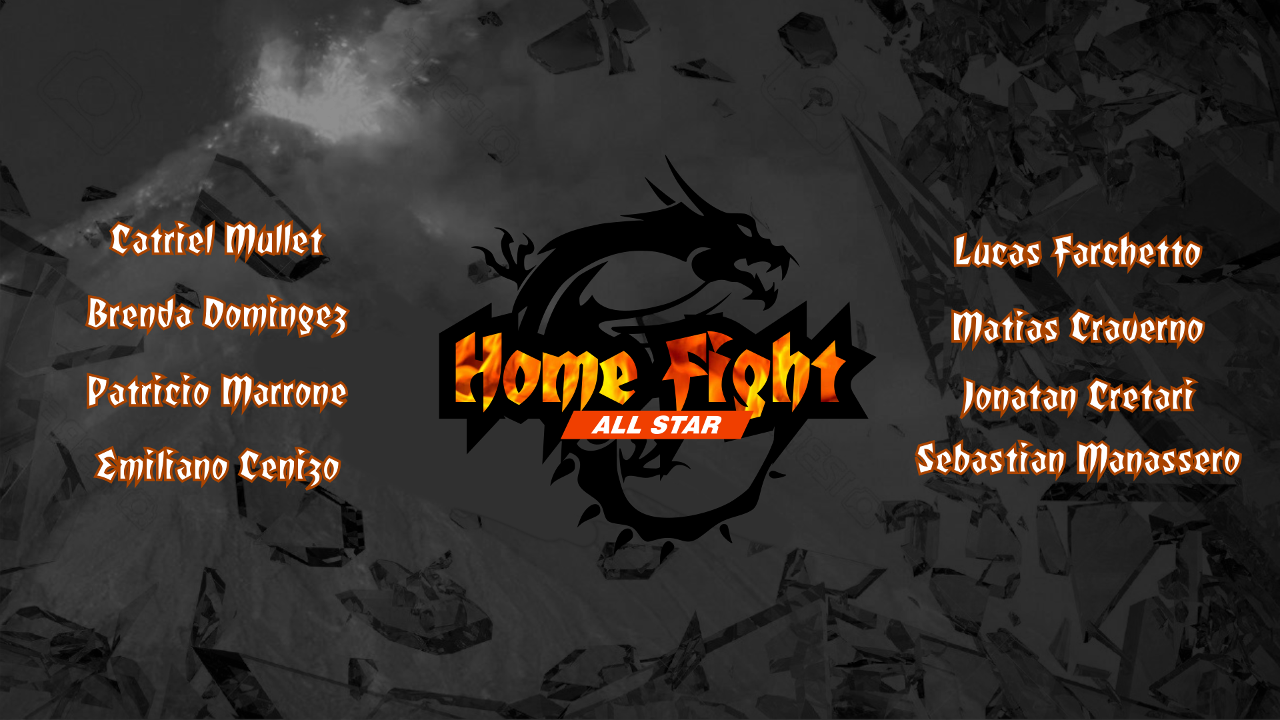 Catriel Mullet
Brenda Domingez
Patricio Marrone
Emiliano Cenizo
Home Fight
ALL STAR
Lucas Farchetto
Matias Craverno
Jonatan Cretari
Sebastian Manassero